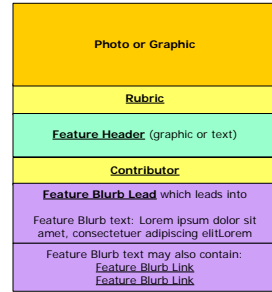 Photo or Graphic
Rubric
Feature Header (graphic or text)
Contributor
Feature Blurb Lead which leads into
Feature Blurb text: Lorem ipsum dolor sit
amet, consectetuer adipiscing elitLorem
Feature Blurb text may also contain:
Feature Blurb Link
Feature Blurb Link